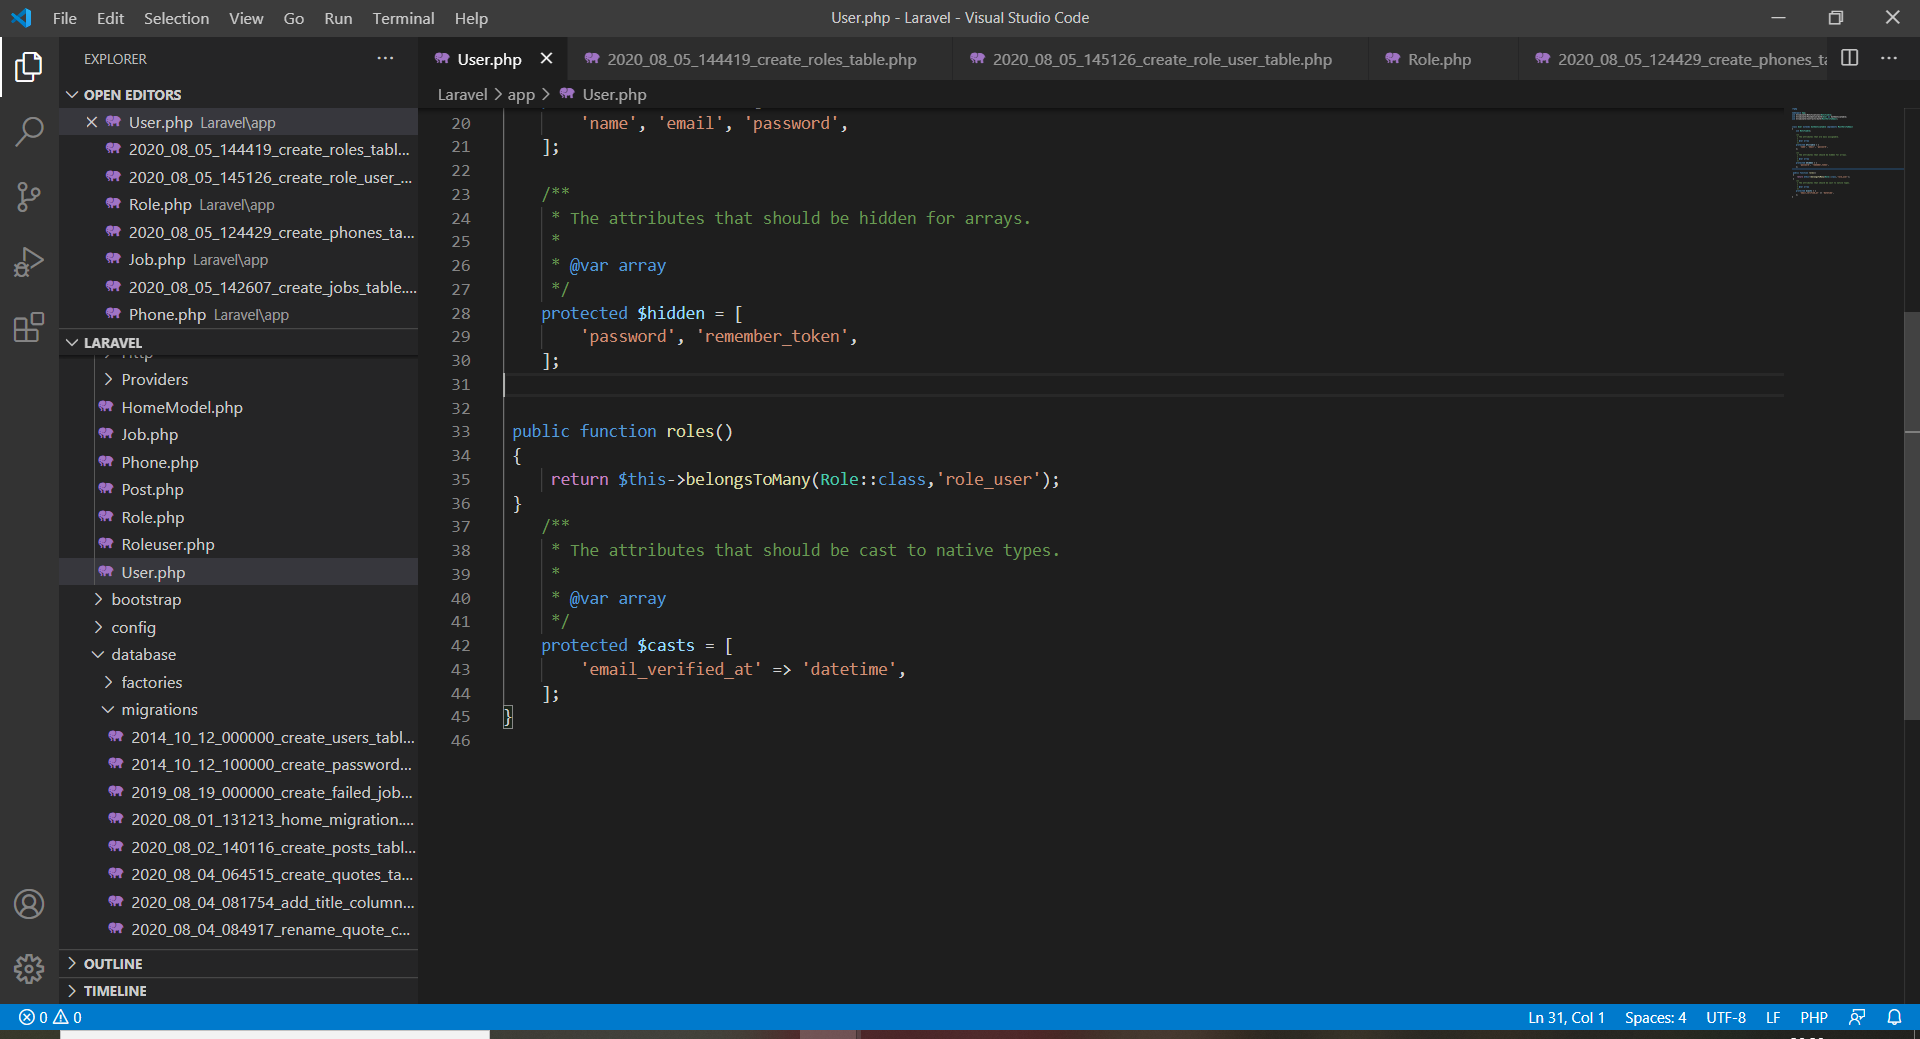 File Edit Selection View Go Run Terminal Help
User.php - Laravel - Visual Studio Code
EXPLORER
OPEN EDITORS
User.php Laravel\app
2020_08_05_144419_create_roles_tabl...
2020_08_05_145126_create_role_user_...
Role.php Laravel\app
2020_08_05_124429_create_phones_ta...
Job.php Laravel\app
2020_08_05_142607_create_jobs_table....
Phone.php Laravel\app
LARAVEL
Http
Providers
HomeModel.php
Job.php
Phone.php
Post.php
Role.php
Roleuser.php
User.php
bootstrap
config
database
factories
migrations
2014_10_12_000000_create_users_tabl...
2014_10_12_100000_create_password...
2019_08_19_000000_create_failed_job...
2020_08_01_131213_home_migration....
2020_08_02_140116_create_posts_tabl...
2020_08_04_064515_create_quotes_ta...
2020_08_04_081754_add_title_column...
2020_08_04_084917_rename_quote_c...
OUTLINE
TIMELINE
User.php 2020_08_05_144419_create_roles_table.php 2020_08_05_145126_create_role_user_table.php Role.php 2020_08_05_124429_create_phones_ta
Laravel > app > User.php
20 'name', 'email', 'password',
21 ];
22
23 /**
24 * The attributes that should be hidden for arrays.
25 *
26 * @var array
27 */
28 protected $hidden = [
29 'password', 'remember_token',
30 ];
31
32
33 public function roles()
34 {
35 return $this->belongsToMany(Role::class,'role_user');
36 }
37 /**
38 * The attributes that should be cast to native types.
39 *
40 * @var array
41 */
42 protected $casts = [
43 'email_verified_at' => 'datetime',
44 ];
45 }
46
0 0
Ln 31, Col 1 Spaces: 4 UTF-8 LF PHP